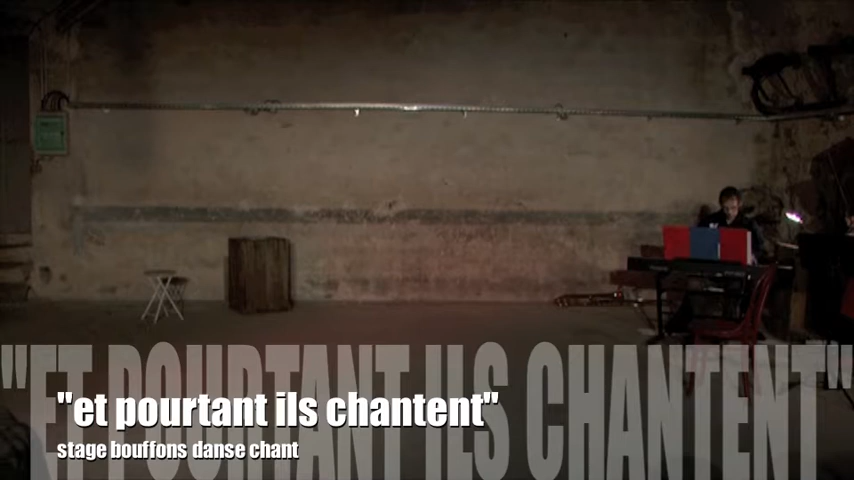 "ET POURTANT ILS CHANTENT"
"et pourtant ils chantent"
stage bouffons danse chant